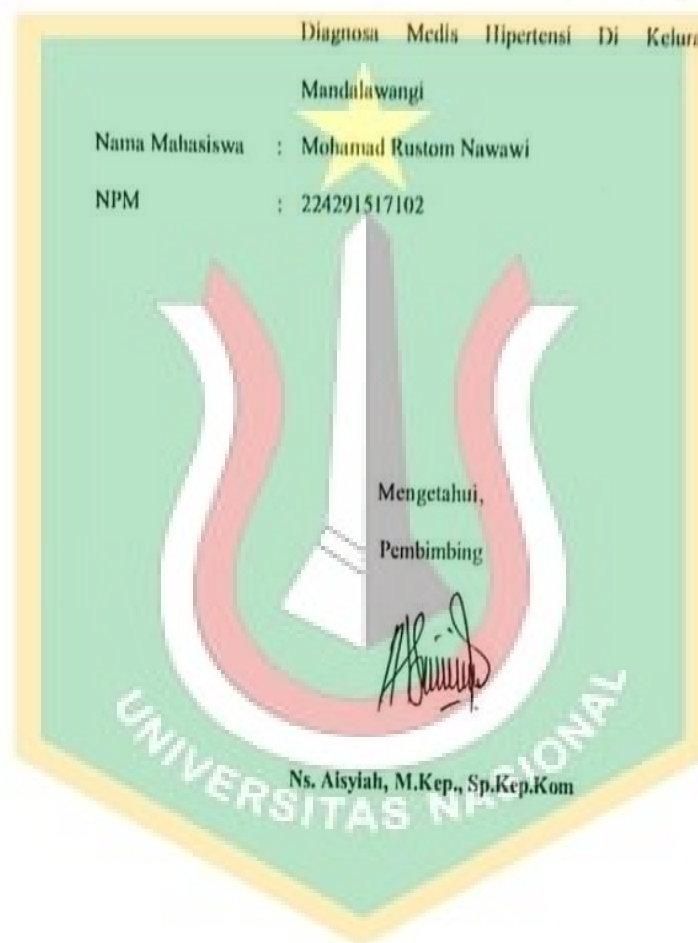 Diagnosa Medis Hipertensi Di
Mandalawangi
Nama Mahasiswa : Mohamad Rustom Nawawi
NPM : 224291517102
Mengetahui,
Pembimbing
Ns. Aisyiah, M.Kep., Sp.Kep.Kom
UNIVERSITAS NASIONAL